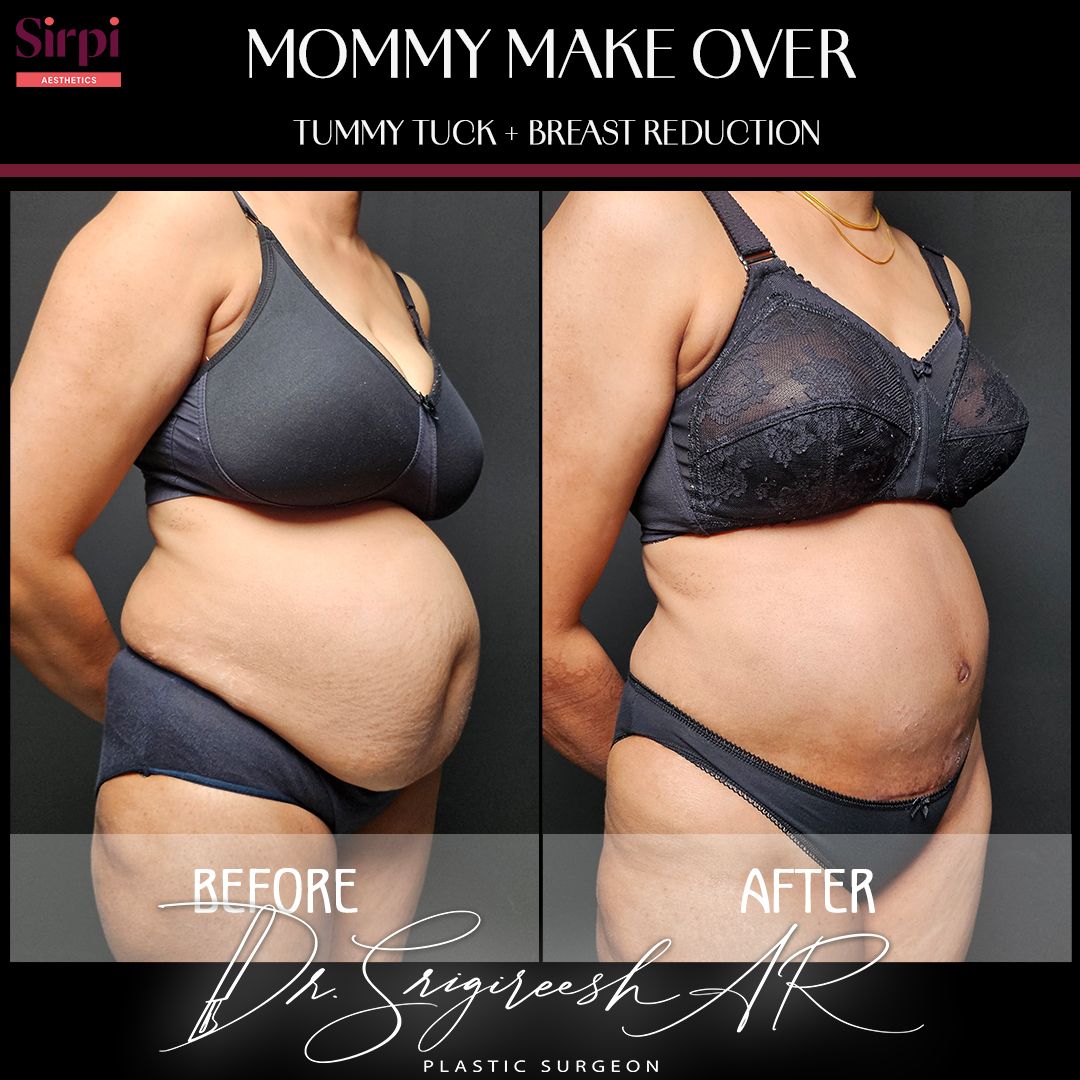 Sirpi
AESTHETICS
MOMMY MAKE OVER
TUMMY TUCK + BREAST REDUCTION
BEFORE
AFTER
Dr. Srigireesh AR
PLASTIC SURGEON